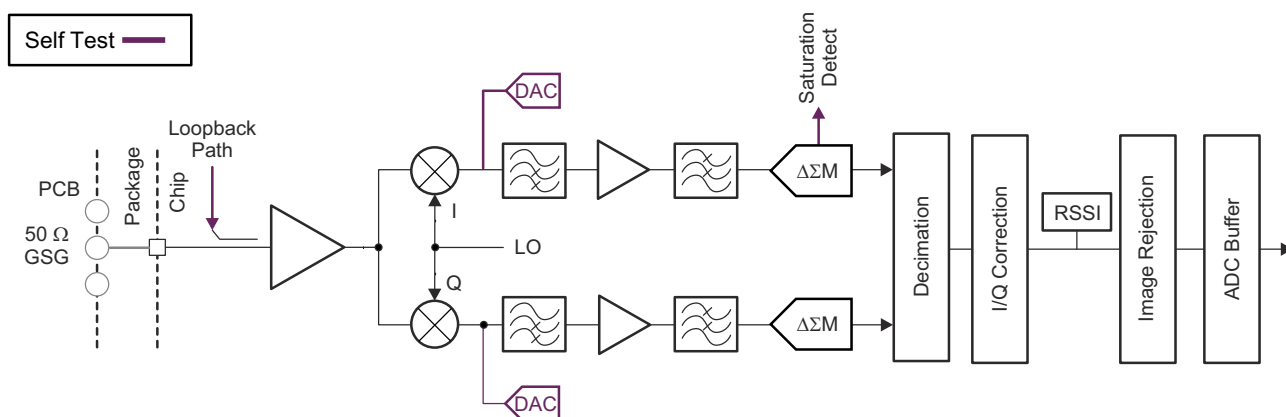 Self Test
DAC
Saturation
Detect
Loopback
Path
PCB
Package
Chip
50 Ω
GSG
I
LO
Q
ΔΣM
ΔΣM
DAC
Decimation
I/Q Correction
RSSI
Image Rejection
ADC Buffer